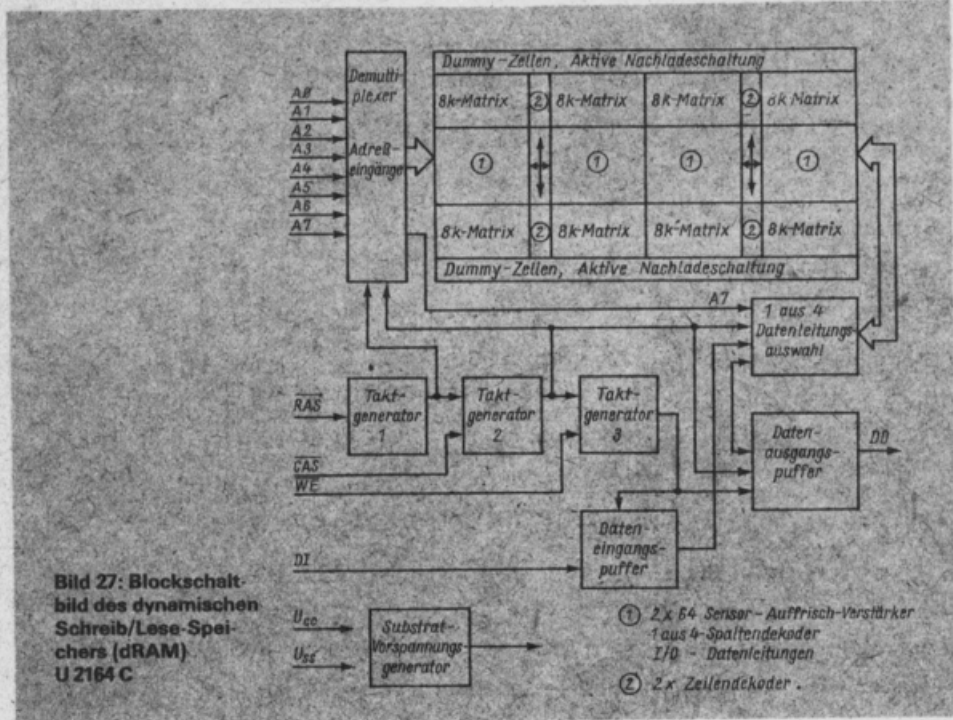 Dummy-Zellen, Aktive Nachladeschaltung
Demulti-
plexer
Adreß-
eingänge
A0
A1
A2
A3
A4
A5
A6
A7
8k-Matrix ② 8k-Matrix 8k-Matrix ② 8k-Matrix
① ① ① ①
8k-Matrix ② 8k-Matrix 8k-Matrix ② 8k-Matrix
Dummy-Zellen, Aktive Nachladeschaltung
A7
1 aus 4
Datenleitungs-
auswahl
RAS
Takt-
generator
1
Takt-
generator
2
Takt-
generator
3
CAS
WE
Daten-
ausgangs-
puffer
DO
DI
Daten-
eingangs-
puffer
Bild 27: Blockschalt-
bild des dynamischen
Schreib/Lese-Spei-
chers (dRAM)
U 2164 C
Ucc
Uss
Substrat-
Vorspannungs-
generator
① 2x 64 Sensor-Auffrisch-Verstärker
1 aus 4-Spaltendekoder
I/O - Datenleitungen
② 2x Zeilendekoder.